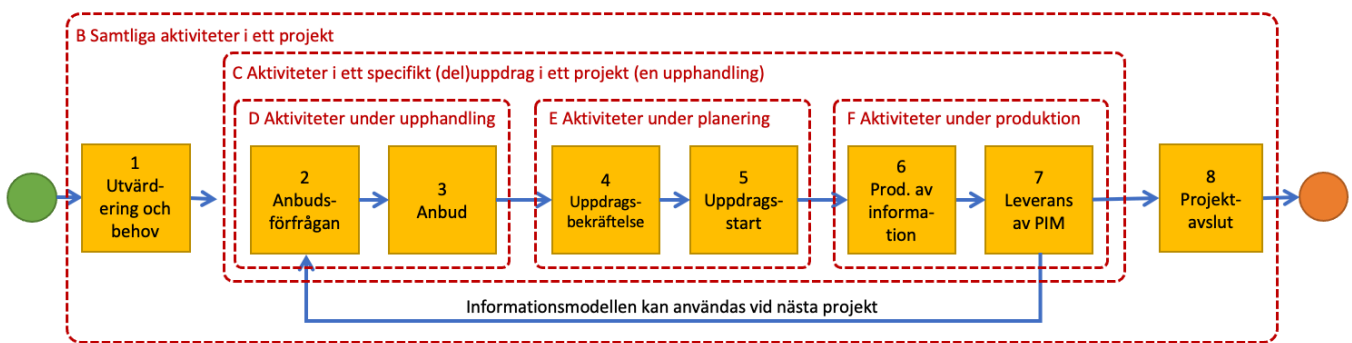 B Samtliga aktiviteter i ett projekt
C Aktiviteter i ett specifikt (del)uppdrag i ett projekt (en upphandling)
D Aktiviteter under upphandling
E Aktiviteter under planering
F Aktiviteter under produktion
1
Utvärd-
ering och
behov
2
Anbuds-
förfrågan
3
Anbud
4
Uppdrags-
bekräftelse
5
Uppdrags-
start
6
Prod. av
informa-
tion
7
Leverans
av PIM
8
Projekt-
avslut
Informationsmodellen kan användas vid nästa projekt